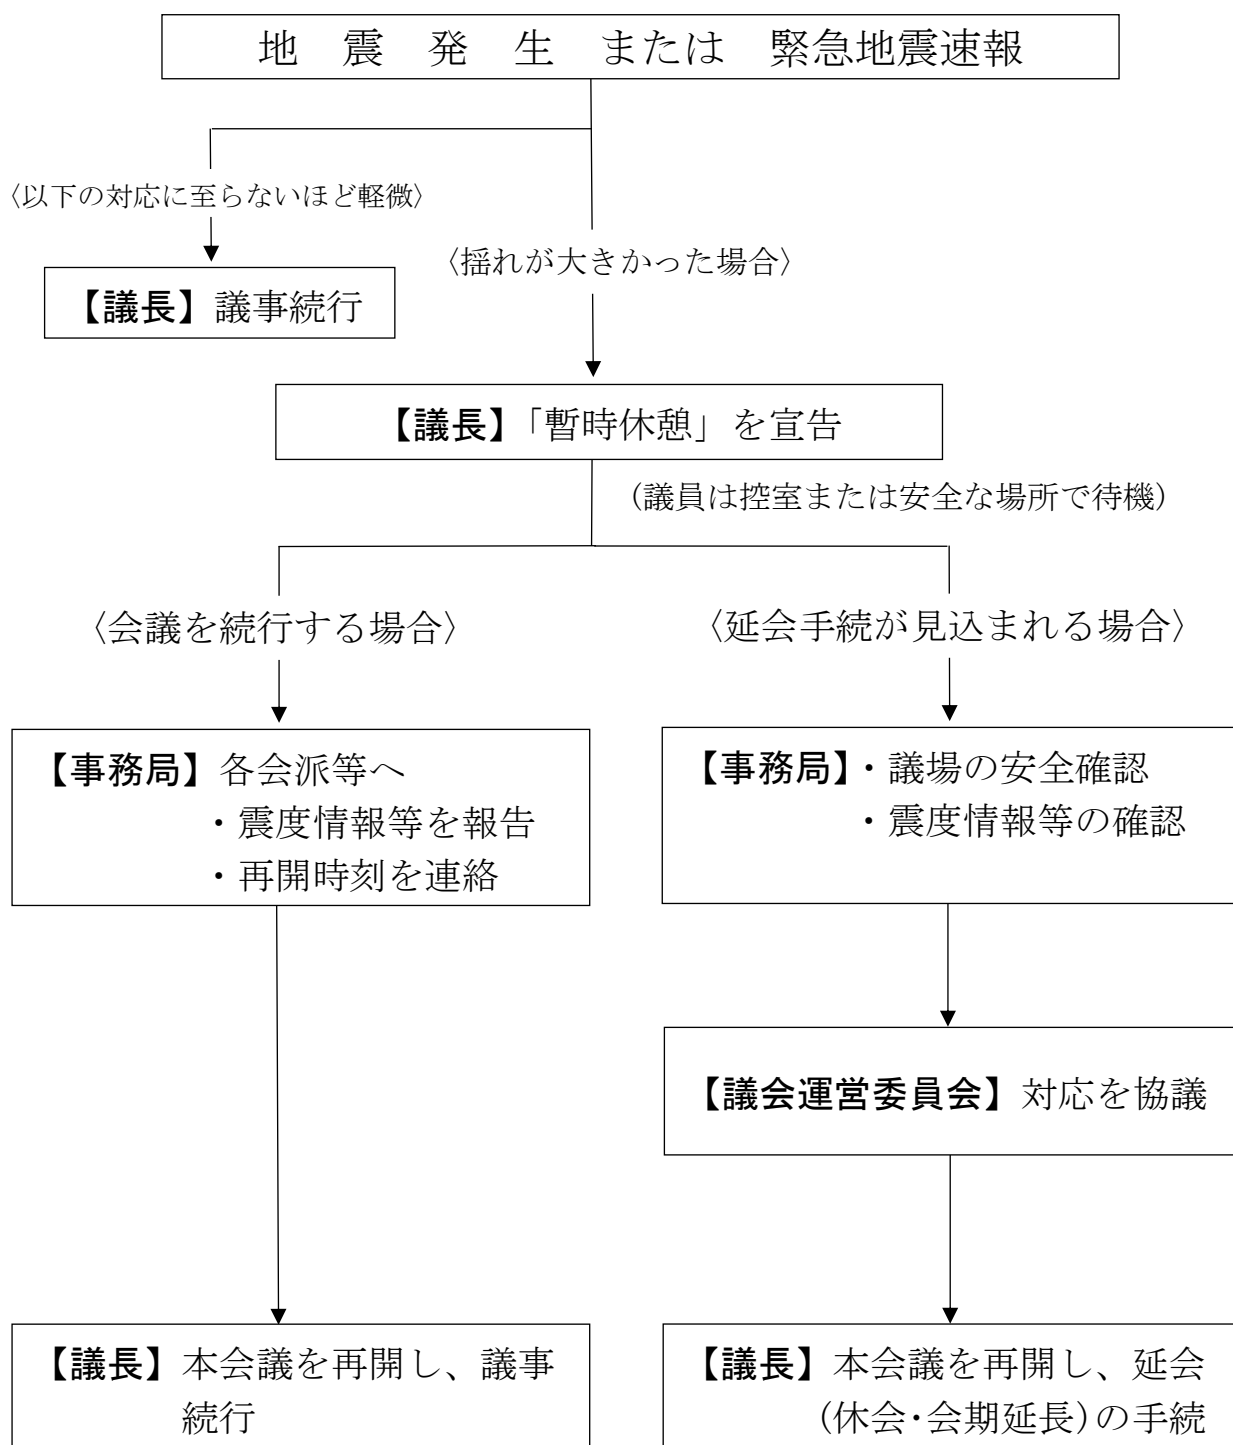 地　震　発　生　または　緊急地震速報
〈以下の対応に至らないほど軽微〉
〈揺れが大きかった場合〉
【議長】議事続行
【議長】「暫時休憩」を宣告
（議員は控室または安全な場所で待機）
〈会議を続行する場合〉
〈延会手続が見込まれる場合〉
【事務局】各会派等へ
・震度情報等を報告
・再開時刻を連絡
【事務局】・議場の安全確認
・震度情報等の確認
【議会運営委員会】対応を協議
【議長】本会議を再開し、議事
続行
【議長】本会議を再開し、延会
（休会・会期延長）の手続